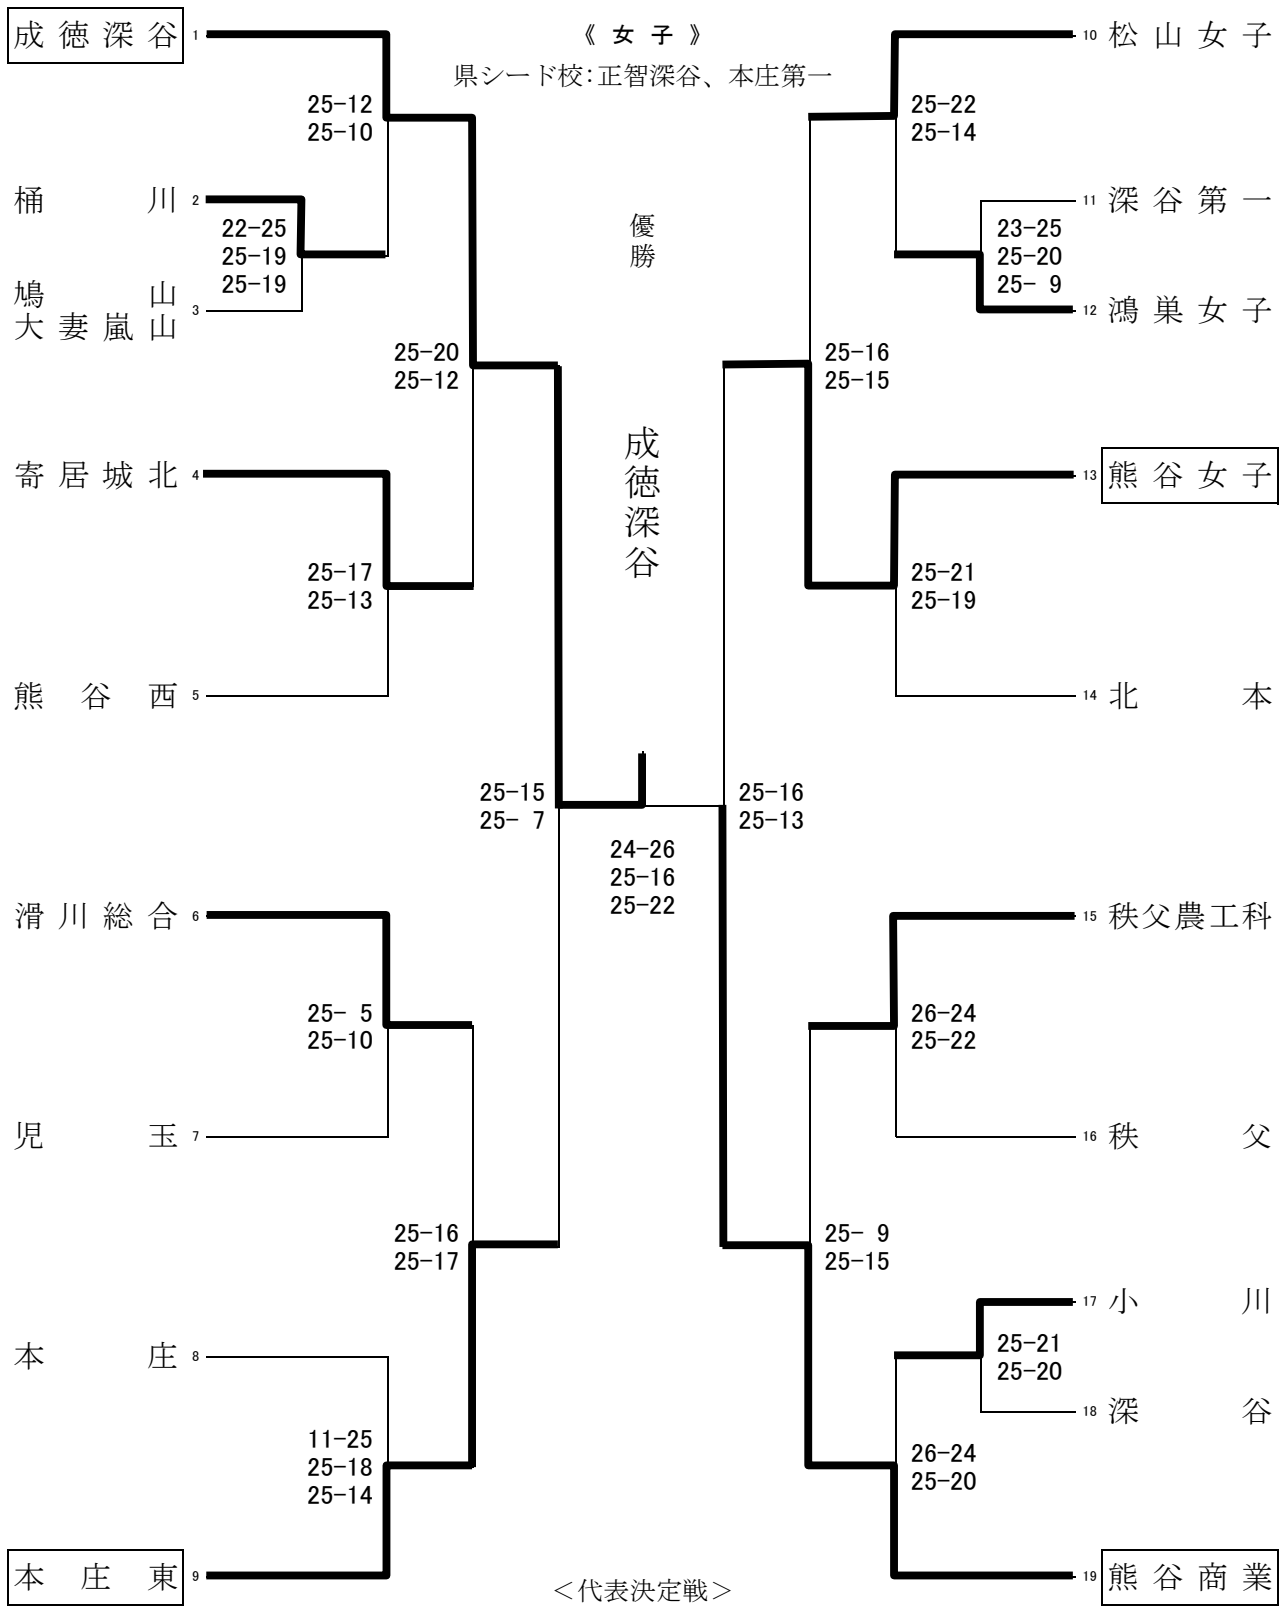 《 女 子 》
県シード校：正智深谷、本庄第一
優勝
成徳深谷
成徳深谷 1
25-12
25-10
桶川 2
22-25
25-19
25-19
鳩山
大妻嵐山 3
25-20
25-12
寄居城北 4
25-17
25-13
熊谷西 5
25-15
25- 7
滑川総合 6
25- 5
25-10
児玉 7
25-16
25-17
本庄 8
11-25
25-18
25-14
本庄東 9
24-26
25-16
25-22
10 松山女子
25-22
25-14
11 深谷第一
23-25
25-20
25- 9
12 鴻巣女子
25-16
25-15
13 熊谷女子
25-21
25-19
14 北本
25-16
25-13
15 秩父農工科
26-24
25-22
16 秩父
25- 9
25-15
17 小川
25-21
25-20
18 深谷
26-24
25-20
19 熊谷商業
＜代表決定戦＞